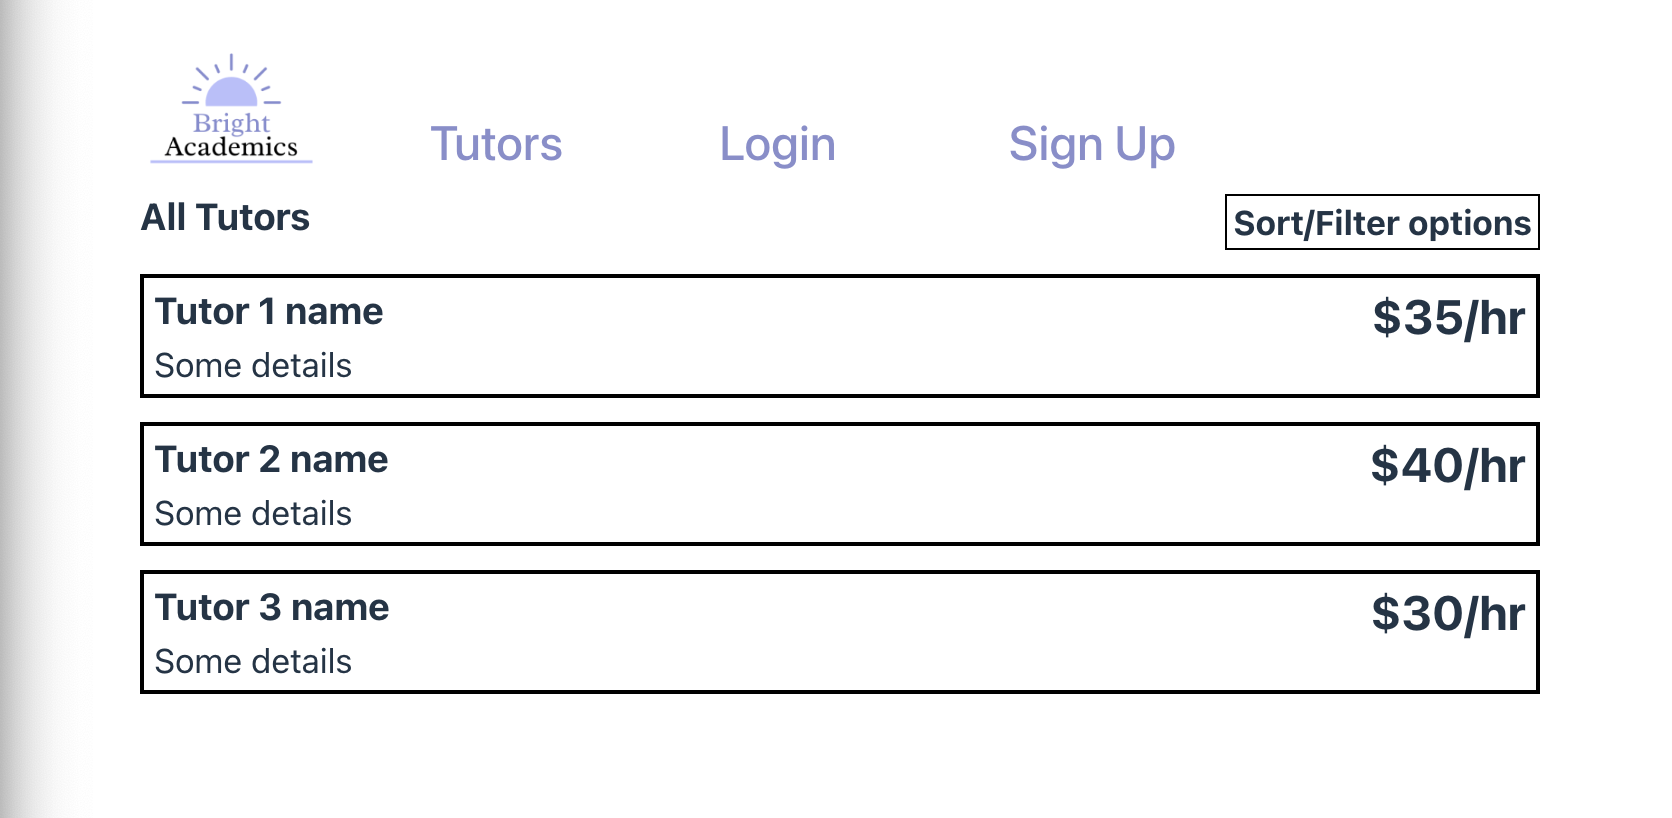 Bright
Academics
Tutors
Login
Sign Up
All Tutors
Sort/Filter options
Tutor 1 name
$35/hr
Some details
Tutor 2 name
$40/hr
Some details
Tutor 3 name
$30/hr
Some details